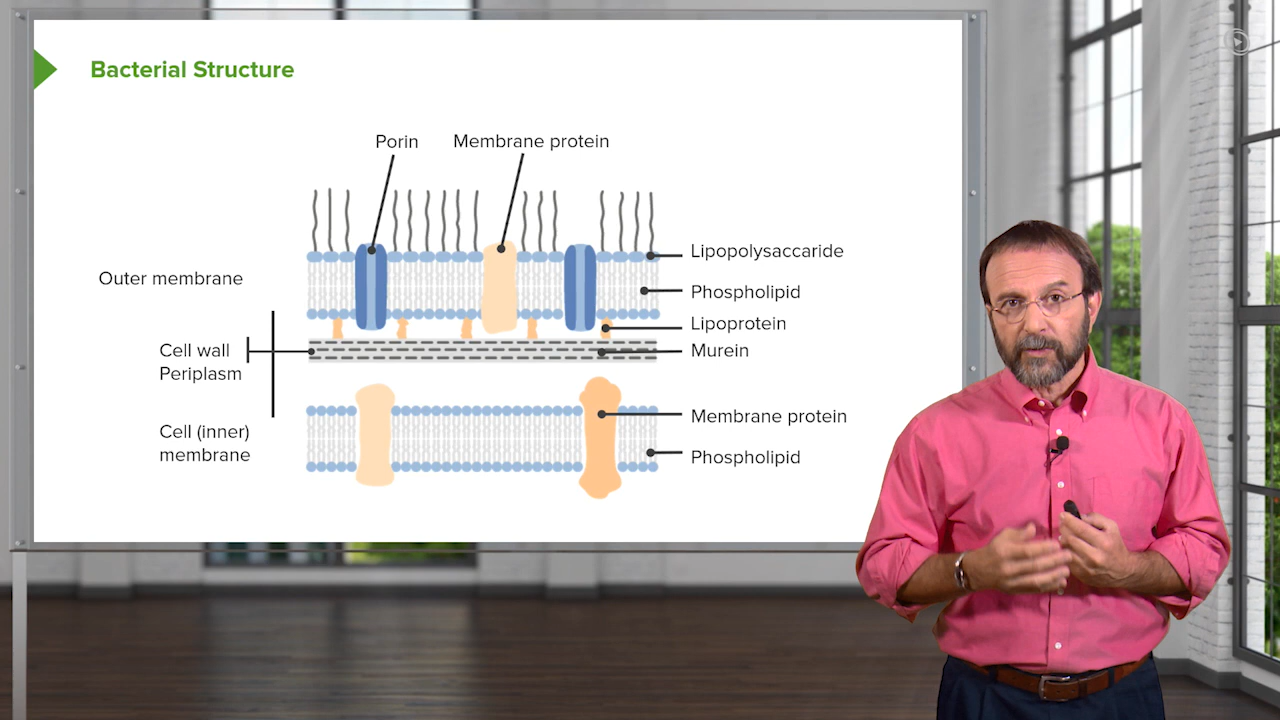 Bacterial Structure
Porin
Membrane protein
Lipopolysaccaride
Outer membrane
Phospholipid
Lipoprotein
Cell wall
Murein
Periplasm
Membrane protein
Cell (inner)
membrane
Phospholipid